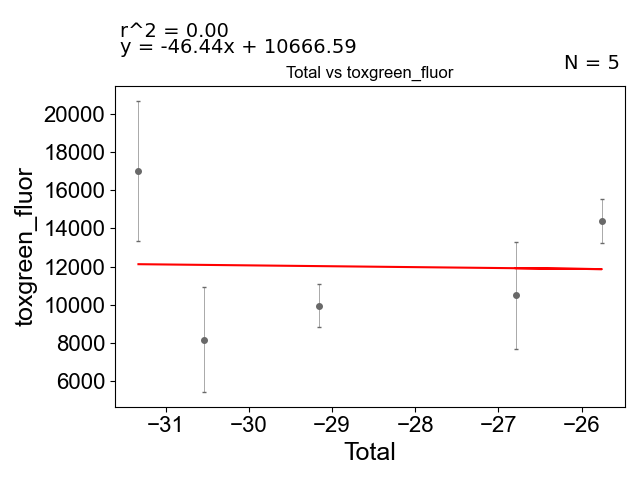 r^2 = 0.00
y = -46.44x + 10666.59
N = 5
Total vs toxgreen_fluor
20000
18000
16000
14000
12000
10000
8000
6000
toxgreen_fluor
−31
−30
−29
−28
−27
−26
Total